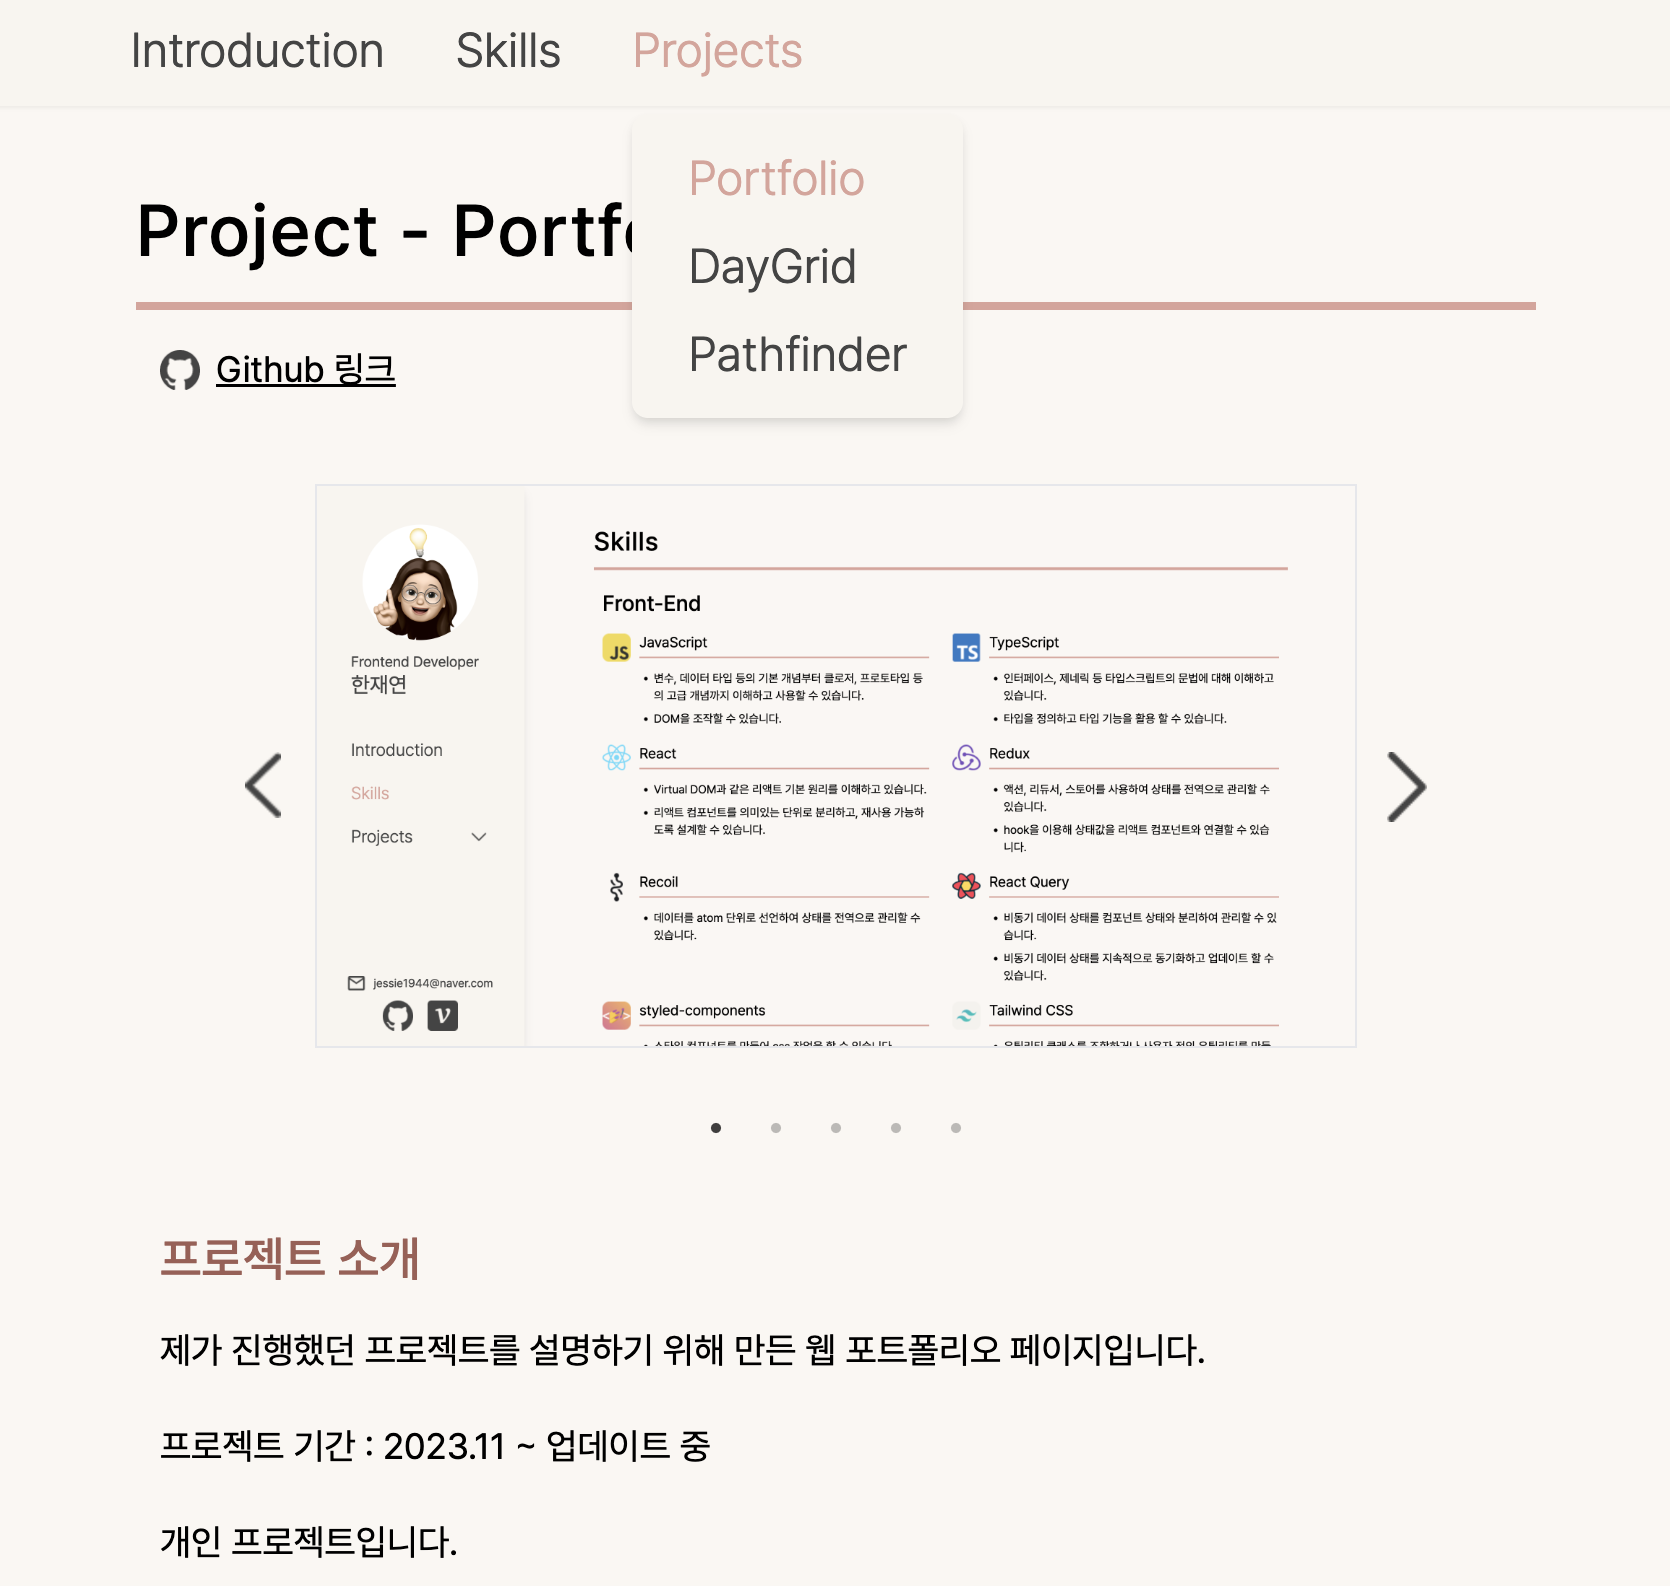 Introduction Skills Projects
Portfolio
DayGrid
Pathfinder
Project - Portf
Github 링크
Frontend Developer
한재연
Introduction
Skills
Projects
jessie1944@naver.com
Skills
Front-End
JS JavaScript
변수, 데이터 타입 등의 기본 개념부터 클로저, 프로토타입 등
의 고급 개념까지 이해하고 사용할 수 있습니다.
DOM을 조작할 수 있습니다.
TS TypeScript
인터페이스, 제네릭 등 타입스크립트의 문법에 대해 이해하고
있습니다.
타입을 정의하고 타입 기능을 활용 할 수 있습니다.
React
Virtual DOM과 같은 리액트 기본 원리를 이해하고 있습니다.
리액트 컴포넌트를 의미있는 단위로 분리하고, 재사용 가능하
도록 설계할 수 있습니다.
Redux
액션, 리듀서, 스토어를 사용하여 상태를 전역으로 관리할 수
있습니다.
hook을 이용해 상태값을 리액트 컴포넌트와 연결할 수 있습
니다.
Recoil
데이터를 atom 단위로 선언하여 상태를 전역으로 관리할 수
있습니다.
React Query
비동기 데이터 상태를 컴포넌트 상태와 분리하여 관리할 수 있
습니다.
비동기 데이터 상태를 지속적으로 동기화하고 업데이트 할 수
있습니다.
styled-components
Tailwind CSS
프로젝트 소개
제가 진행했던 프로젝트를 설명하기 위해 만든 웹 포트폴리오 페이지입니다.
프로젝트 기간 : 2023.11 ~ 업데이트 중
개인 프로젝트입니다.